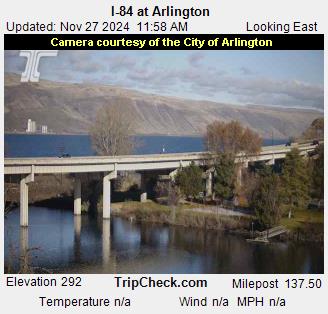 I-84 at Arlington
Updated: Nov 27 2024 11:58 AM Looking East
Camera courtesy of the City of Arlington
Elevation 292 TripCheck.com Milepost 137.50
Temperature n/a Wind n/a MPH n/a